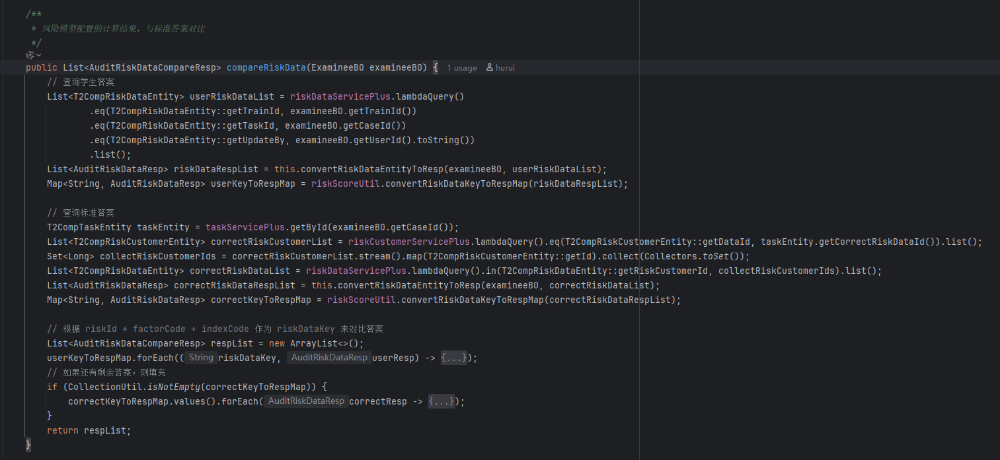 /**
 * 风险模型配置的计算结果，与标准答案对比
 */
public List<AuditRiskDataCompareResp> compareRiskData(ExamineeBO examineeBO) { 1 usage hurui
    // 查询学生答案
    List<T2CompRiskDataEntity> userRiskDataList = riskDataServicePlus.lambdaQuery()
            .eq(T2CompRiskDataEntity::getTrainId, examineeBO.getTrainId())
            .eq(T2CompRiskDataEntity::getTaskId, examineeBO.getCaseId())
            .eq(T2CompRiskDataEntity::getUpdateBy, examineeBO.getUserId().toString())
            .list();
    List<AuditRiskDataResp> riskDataRespList = this.convertRiskDataEntityToResp(examineeBO, userRiskDataList);
    Map<String, AuditRiskDataResp> userKeyToRespMap = riskScoreUtil.convertRiskDataKeyToRespMap(riskDataRespList);
    // 查询标准答案
    T2CompTaskEntity taskEntity = taskServicePlus.getById(examineeBO.getCaseId());
    List<T2CompRiskCustomerEntity> correctRiskCustomerList = riskCustomerServicePlus.lambdaQuery().eq(T2CompRiskCustomerEntity::getDataId, taskEntity.getCorrectRiskDataId()).list();
    Set<Long> collectRiskCustomerIds = correctRiskCustomerList.stream().map(T2CompRiskCustomerEntity::getId).collect(Collectors.toSet());
    List<T2CompRiskDataEntity> correctRiskDataList = riskDataServicePlus.lambdaQuery().in(T2CompRiskDataEntity::getRiskCustomerId, collectRiskCustomerIds).list();
    List<AuditRiskDataResp> correctRiskDataRespList = this.convertRiskDataEntityToResp(examineeBO, correctRiskDataList);
    Map<String, AuditRiskDataResp> correctKeyToRespMap = riskScoreUtil.convertRiskDataKeyToRespMap(correctRiskDataRespList);
    // 根据 riskId + factorCode + indexCode 作为 riskDataKey 来对比答案
    List<AuditRiskDataCompareResp> respList = new ArrayList<>();
    userKeyToRespMap.forEach(( String riskDataKey, AuditRiskDataResp userResp) -> {...});
    // 如果还有剩余答案，则填充
    if (CollectionUtil.isNotEmpty(correctKeyToRespMap)) {
        correctKeyToRespMap.values().forEach( AuditRiskDataResp correctResp -> {...});
    }
    return respList;
}